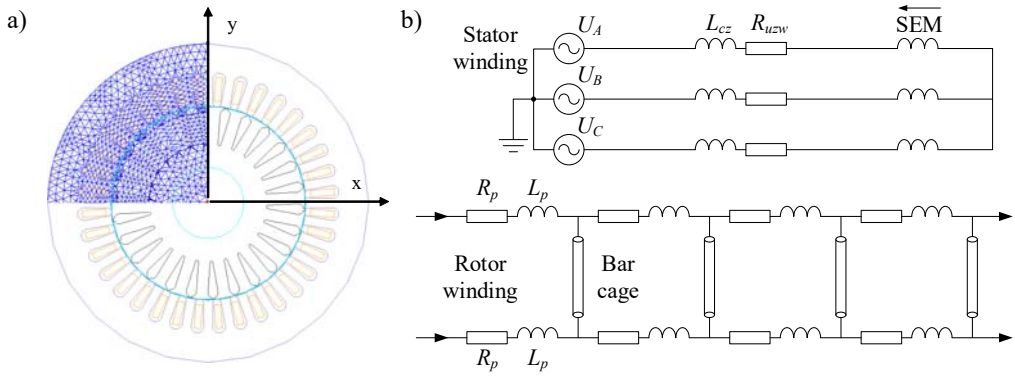 a)
y
x
b)
Stator
winding
U_A
L_cz
R_uzw
SEM
U_B
U_C
R_p
L_p
Rotor
winding
Bar
cage
R_p
L_p